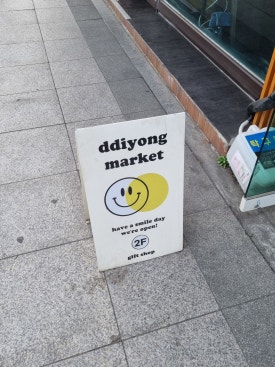 ddiyong
market
have a smile day
we're open!
2F
gift shop